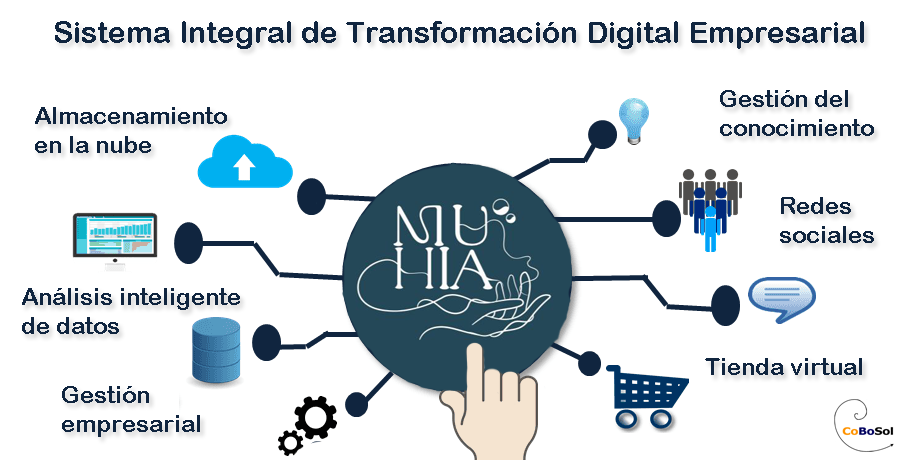 Sistema Integral de Transformación Digital Empresarial
Almacenamiento
en la nube
Gestión del
conocimiento
MU
HIA
Redes
sociales
Análisis inteligente
de datos
Tienda virtual
Gestión
empresarial
CoBoSol